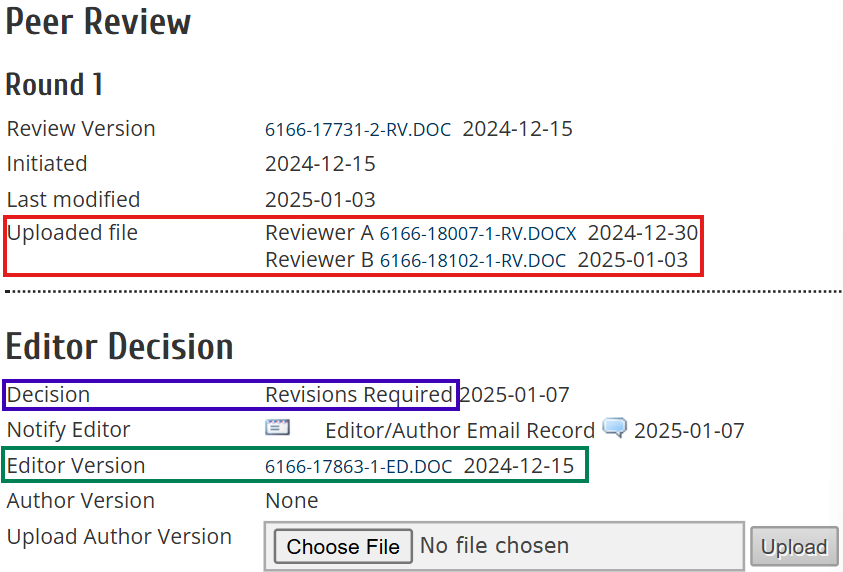 Peer Review
Round 1
Review Version 6166-17731-2-RV.DOC 2024-12-15
Initiated 2024-12-15
Last modified 2025-01-03
Uploaded file Reviewer A 6166-18007-1-RV.DOCX 2024-12-30
Reviewer B 6166-18102-1-RV.DOC 2025-01-03
Editor Decision
Decision Revisions Required 2025-01-07
Notify Editor Editor/Author Email Record 2025-01-07
Editor Version 6166-17863-1-ED.DOC 2024-12-15
Author Version None
Upload Author Version Choose File No file chosen Upload